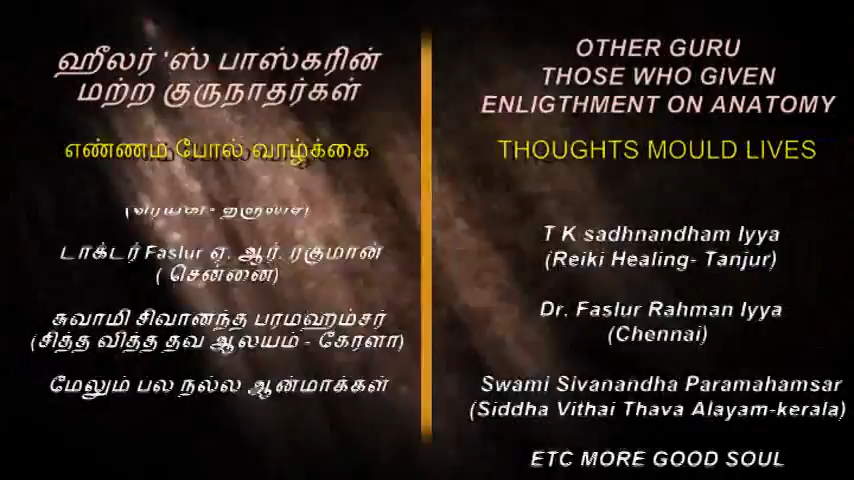 ஹீலர் 'ஸ் பாஸ்கரின்
மற்ற குருநாதர்கள்
எண்ணம் போல் வாழ்க்கை
டாக்டர் Faslur ஏ. ஆர். ரகுமான்
( சென்னை)
சுவாமி சிவானந்த பரமஹம்சர்
(சித்த வித்த தவ ஆலயம் - கேரளா)
மேலும் பல நல்ல ஆன்மாக்கள்
OTHER GURU
THOSE WHO GIVEN
ENLIGTHMENT ON ANATOMY
THOUGHTS MOULD LIVES
T K sadhnandham Iyya
(Reiki Healing- Tanjur)
Dr. Faslur Rahman Iyya
(Chennai)
Swami Sivanandha Paramahamsar
(Siddha Vithai Thava Alayam-kerala)
ETC MORE GOOD SOUL